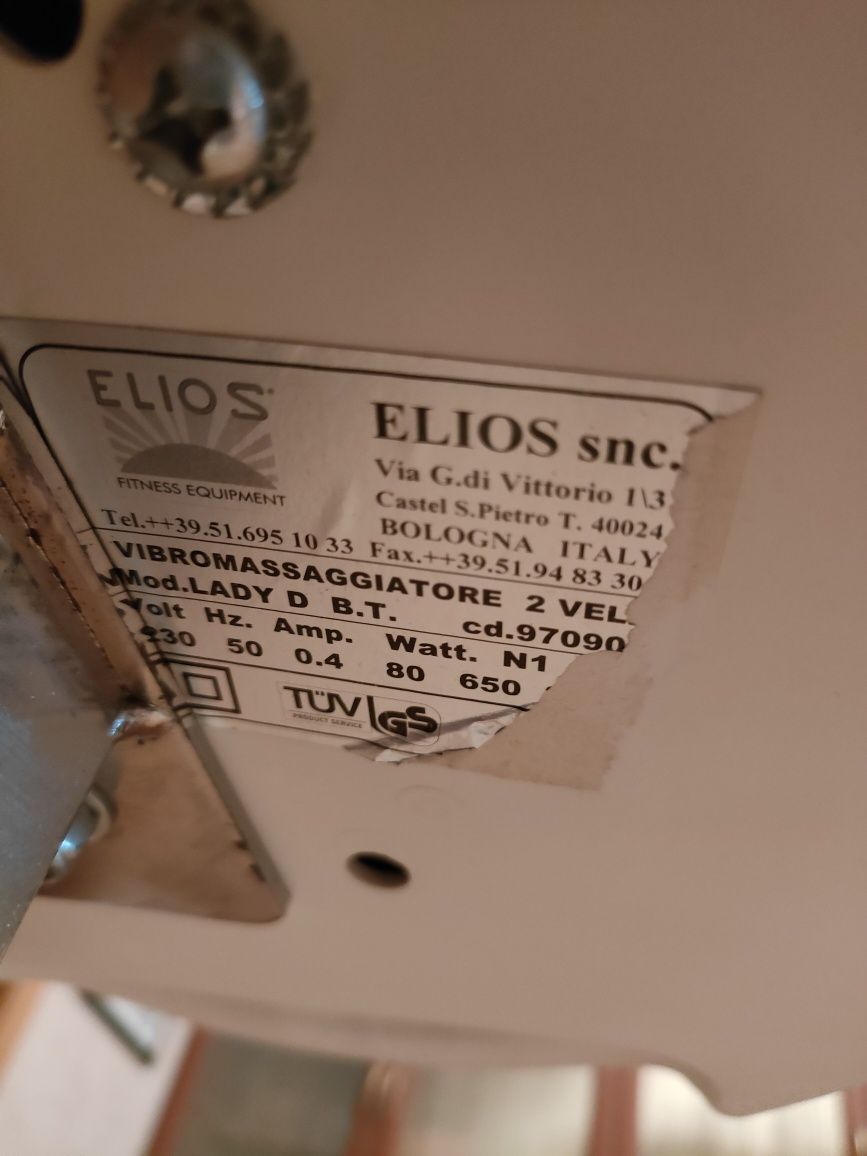 ELIOS
FITNESS EQUIPMENT
ELIOS snc.
Via G.di Vittorio 1\3
Castel S.Pietro T. 40024
BOLOGNA ITALY
Tel.++39.51.695 10 33 Fax.++39.51.94 83 30
VIBROMASSAGGIATORE 2 VEL.
Mod.LADY D B.T. cd.97090
Volt Hz. Amp. Watt. N1
230 50 0.4 80 650
TÜV GS
PRODUCT SERVICE